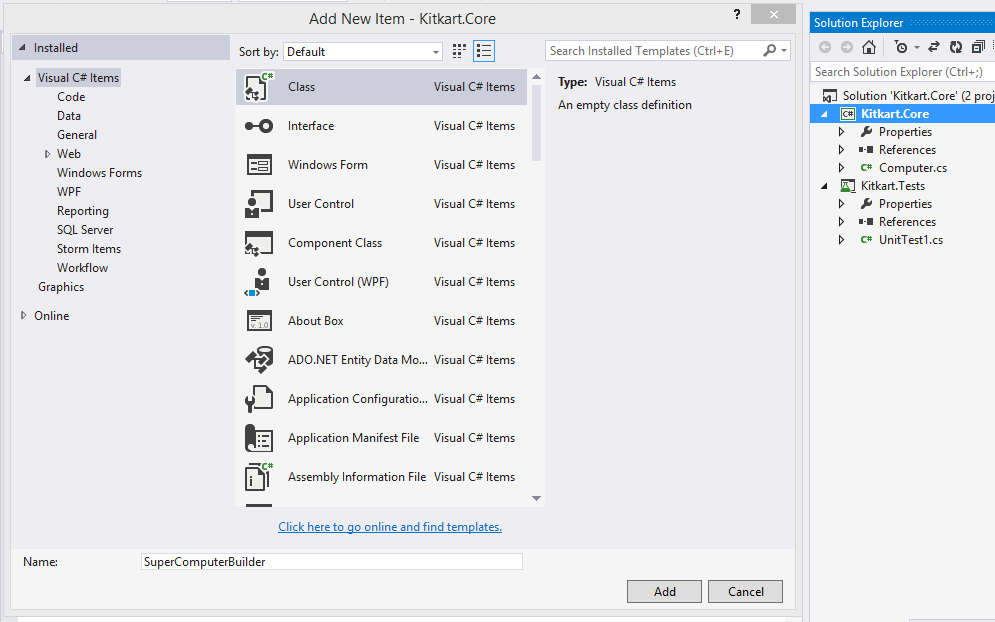 Add New Item - Kitkart.Core
?
Installed
Sort by: Default
Search Installed Templates (Ctrl+E)
Visual C# Items
Code
Data
General
Web
Windows Forms
WPF
Reporting
SQL Server
Storm Items
Workflow
Graphics
Online
C#
Class Visual C# Items
Interface Visual C# Items
Windows Form Visual C# Items
User Control Visual C# Items
Component Class Visual C# Items
User Control (WPF) Visual C# Items
v. 1.0
About Box Visual C# Items
ADO.NET Entity Data Mo... Visual C# Items
Application Configuratio... Visual C# Items
Application Manifest File Visual C# Items
C#
Assembly Information File Visual C# Items
Type: Visual C# Items
An empty class definition
Click here to go online and find templates.
Name: SuperComputerBuilder
Add Cancel
Solution Explorer
Search Solution Explorer (Ctrl+;)
Solution 'Kitkart.Core' (2 proj
C# Kitkart.Core
Properties
References
C# Computer.cs
Kitkart.Tests
Properties
References
C# UnitTest1.cs